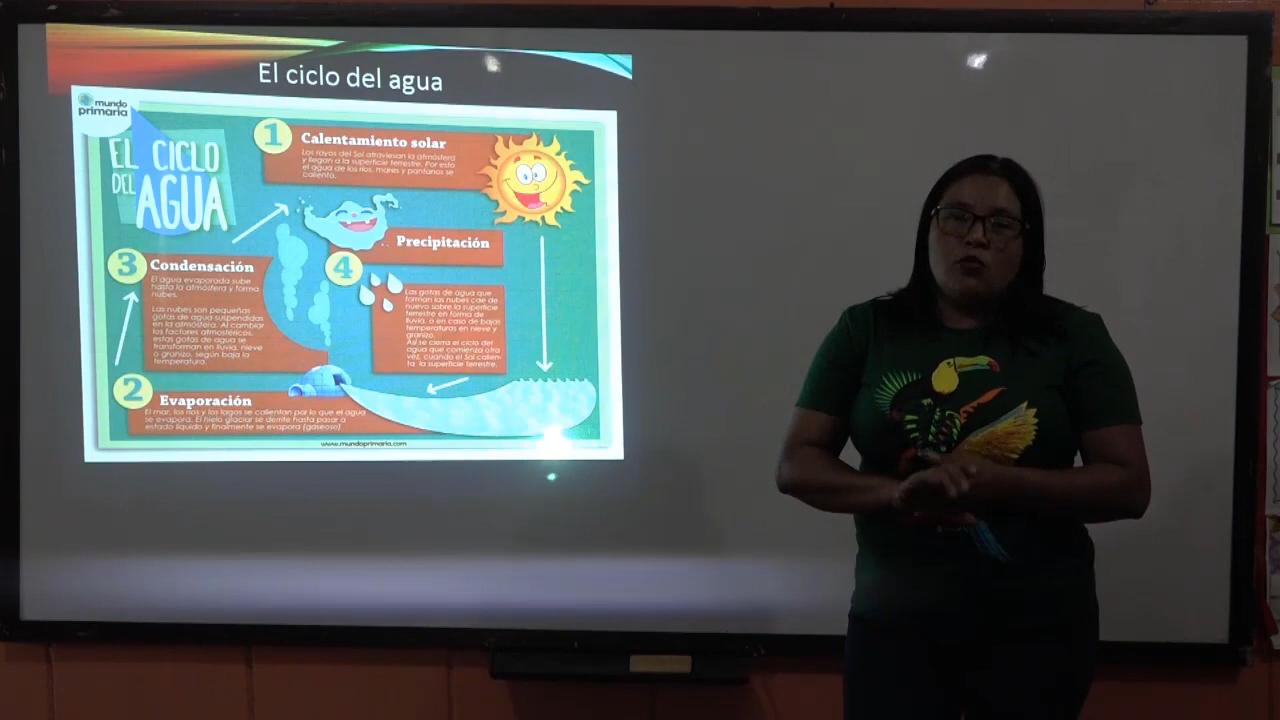 El ciclo del agua
mundo
primaria
EL CICLO
DEL AGUA
1
Calentamiento solar
Los rayos del Sol atraviesan la atmósfera
y llegan a la superficie terrestre. Por esto
el agua de los ríos, mares y pantanos se
calienta.
Precipitación
4
Las gotas de agua que
forman las nubes cae de
nuevo sobre la superficie
terrestre en forma de
lluvia, o en caso de bajas
temperaturas en nieve y
granizo.
Así se cierra el ciclo del
agua que comienza otra
vez, cuando el Sol calien-
ta la superficie terrestre.
3
Condensación
El agua evaporada sube
hasta la atmósfera y forma
nubes.
Las nubes son pequeñas
gotas de agua suspendidas
en la atmósfera. Al cambiar
los factores atmosféricos,
estas gotas de agua se
transforman en lluvia, nieve
o granizo, según baja la
temperatura.
2
Evaporación
El mar, los ríos y los lagos se calientan por lo que el agua
se evapora. El hielo glaciar se derrite hasta pasar a
estado líquido y finalmente se evapora (gaseoso)
www.mundoprimaria.com